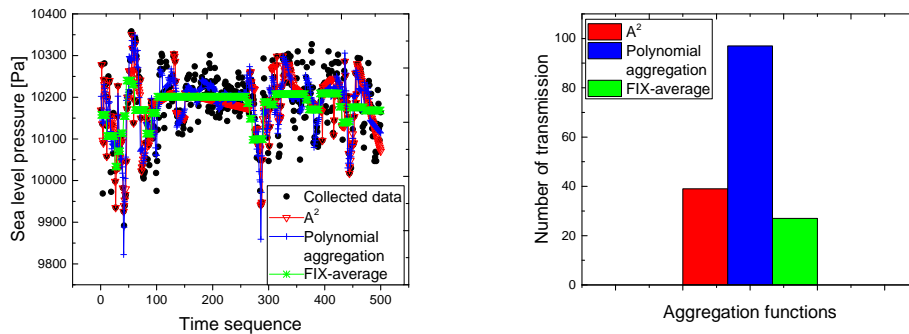 Sea level pressure [Pa]
10400
10300
10200
10100
10000
9900
9800
0
100
200
300
400
500
Time sequence
Collected data
A²
Polynomial
aggregation
FIX-average
Number of transmission
100
80
60
40
20
0
Aggregation functions
A²
Polynomial
aggregation
FIX-average